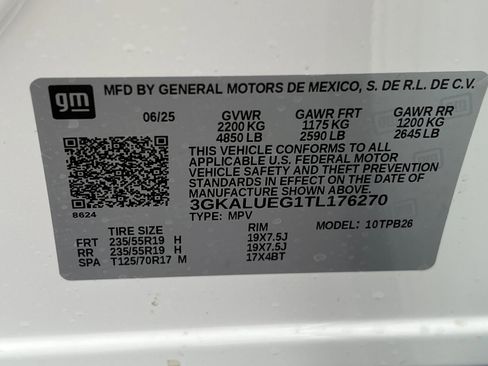 gm MFD BY GENERAL MOTORS DE MEXICO, S. DE R.L. DE C.V.
06/25 GVWR GAWR FRT GAWR RR
2200 KG 1175 KG 1200 KG
4850 LB 2590 LB 2645 LB
THIS VEHICLE CONFORMS TO ALL
APPLICABLE U.S. FEDERAL MOTOR
VEHICLE SAFETY AND THEFT PREVENTION
STANDARDS IN EFFECT ON THE DATE OF
MANUFACTURE SHOWN ABOVE.
3GKALUEG1TL176270
8624 TYPE: MPV MODEL: 10TPB26
TIRE SIZE RIM
FRT 235/55R19 H 19X7.5J
RR 235/55R19 H 19X7.5J
SPA T125/70R17 M 17X4BT